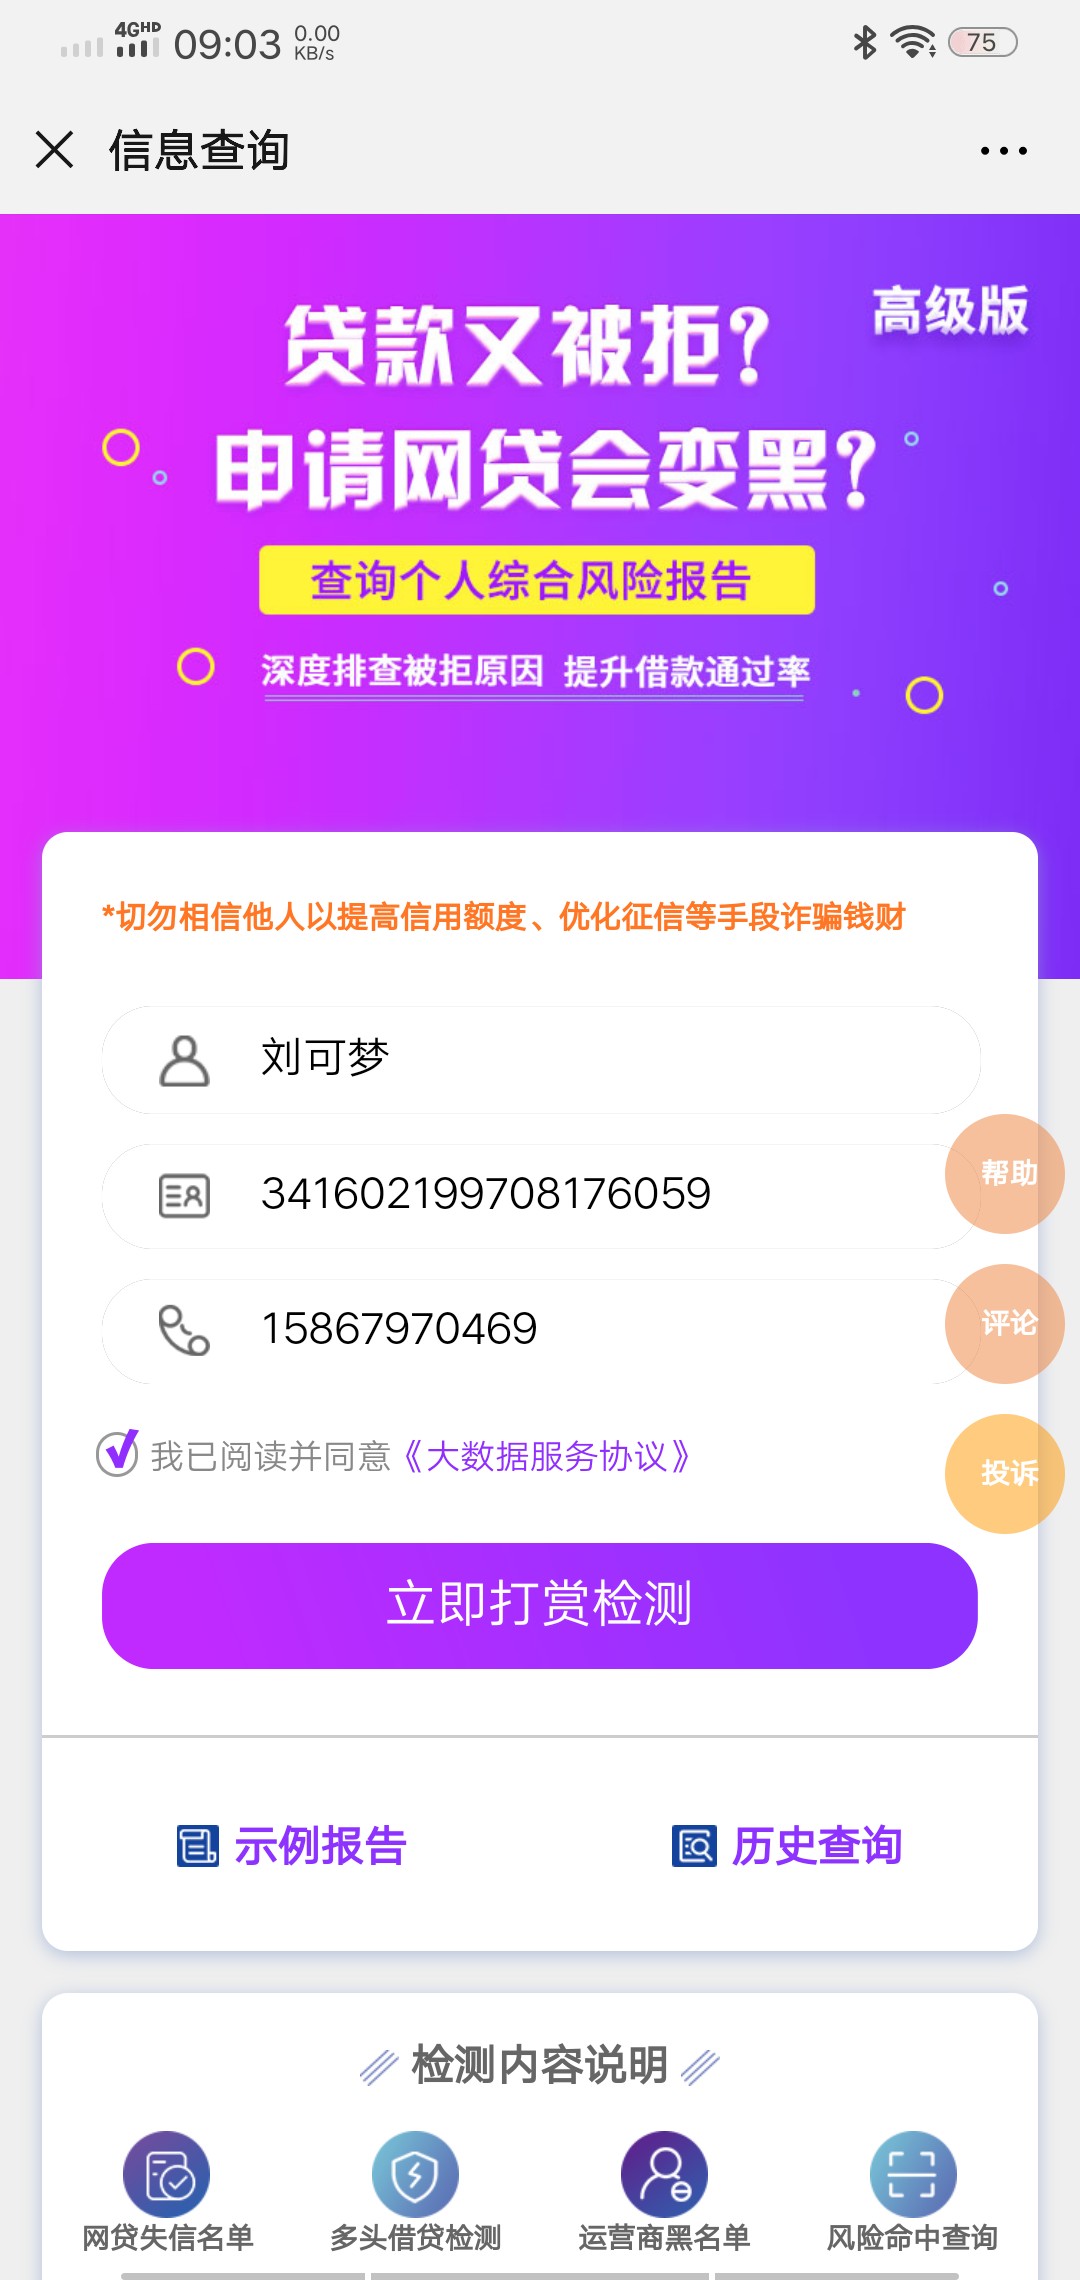 4GHD 09:03 0.00 KB/s 75
信息查询
高级版
贷款又被拒?
申请网贷会变黑?
查询个人综合风险报告
深度排查被拒原因 提升借款通过率
*切勿相信他人以提高信用额度、优化征信等手段诈骗钱财
刘可梦
341602199708176059
帮助
15867970469
评论
我已阅读并同意《大数据服务协议》
投诉
立即打赏检测
示例报告 历史查询
检测内容说明
网贷失信名单 多头借贷检测 运营商黑名单 风险命中查询